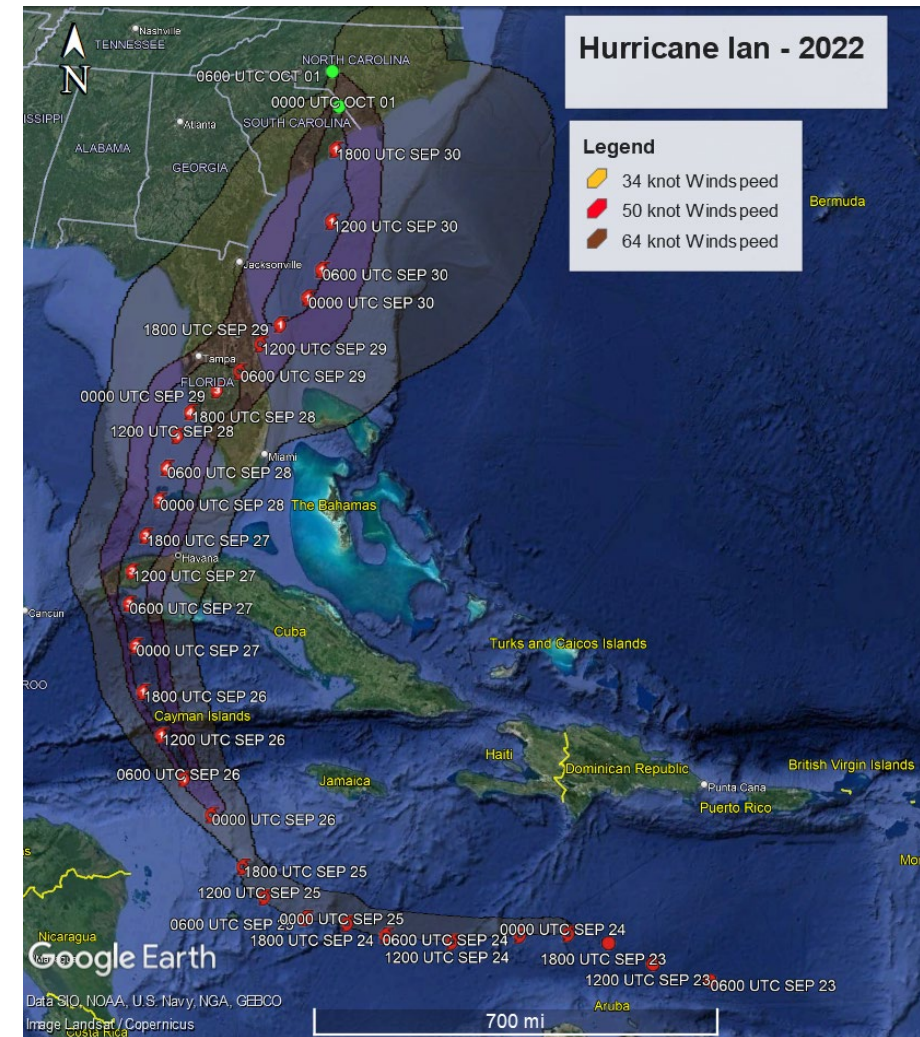 Nashville
TENNESSEE
N
NORTH CAROLINA
0600 UTC OCT 01
0000 UTC OCT 01
SOUTH CAROLINA
ISSIPPI
Atlanta
ALABAMA
GEORGIA
1800 UTC SEP 30
1200 UTC SEP 30
Jacksonville
0600 UTC SEP 30
0000 UTC SEP 30
1800 UTC SEP 29
1200 UTC SEP 29
Tampa
0600 UTC SEP 29
FLORIDA
0000 UTC SEP 29
1800 UTC SEP 28
1200 UTC SEP 28
Miami
0600 UTC SEP 28
0000 UTC SEP 28
The Bahamas
1800 UTC SEP 27
Havana
1200 UTC SEP 27
0600 UTC SEP 27
Cancun
Cuba
0000 UTC SEP 27
Turks and Caicos Islands
ROO
1800 UTC SEP 26
Cayman Islands
1200 UTC SEP 26
Haiti
Dominican Republic
British Virgin Islands
0600 UTC SEP 26
Jamaica
Punta Cana
Puerto Rico
0000 UTC SEP 26
1800 UTC SEP 25
1200 UTC SEP 25
0600 UTC SEP 25
0000 UTC SEP 25
1800 UTC SEP 24
0600 UTC SEP 24
1200 UTC SEP 24
0000 UTC SEP 24
1800 UTC SEP 23
1200 UTC SEP 23
0600 UTC SEP 23
Aruba
Nicaragua
Costa Rica
Bermuda
Hurricane Ian - 2022
Legend
34 knot Windspeed
50 knot Windspeed
64 knot Windspeed
Google Earth
Data SIO, NOAA, U.S. Navy, NGA, GEBCO
Image Landsat / Copernicus
700 mi